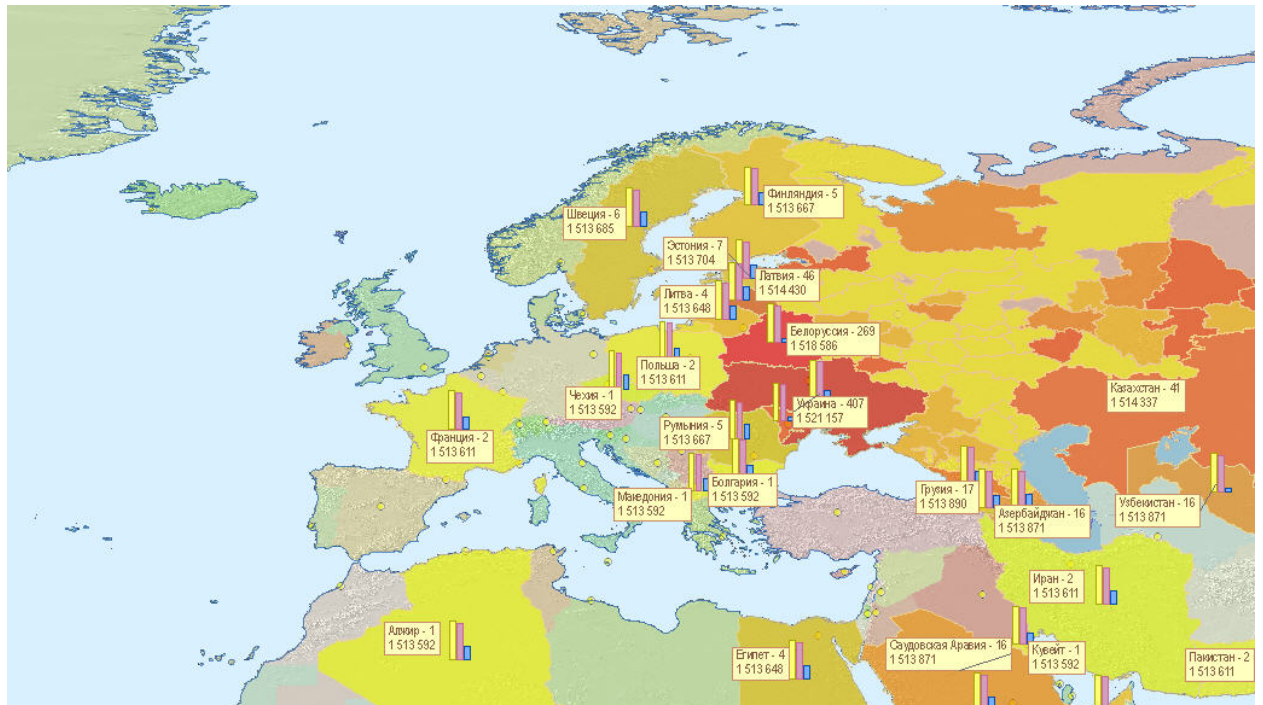 Финляндия - 5
1 513 667
Швеция - 6
1 513 685
Эстония - 7
1 513 704
Латвия - 46
1 514 430
Литва - 4
1 513 648
Белоруссия - 269
1 518 586
Польша - 2
1 513 611
Чехия - 1
1 513 592
Казахстан - 41
1 514 337
Украина - 407
1 521 157
Франция - 2
1 513 611
Румыния - 5
1 513 667
Македония - 1
1 513 592
Болгария - 1
1 513 592
Грузия - 17
1 513 890
Азербайджан - 16
1 513 871
Узбекистан - 16
1 513 871
Иран - 2
1 513 611
Алжир - 1
1 513 592
Египет - 4
1 513 648
Саудовская Аравия - 16
1 513 871
Кувейт - 1
1 513 592
Пакистан - 2
1 513 611